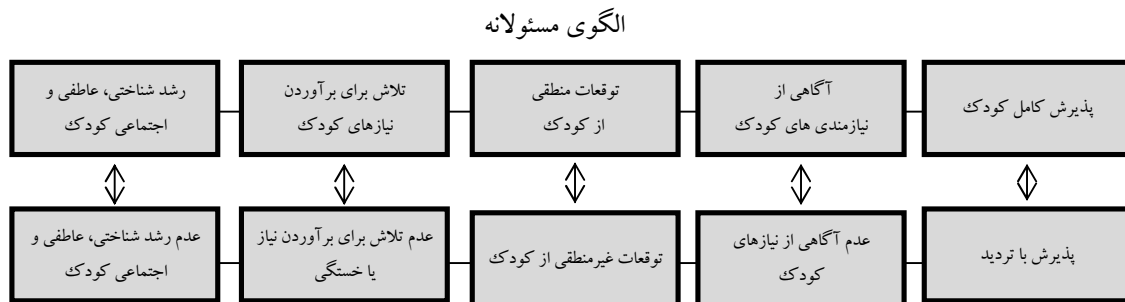 الگوی مسئولانه
پذیرش کامل کودک
آگاهی از
نیازمندی های کودک
توقعات منطقی
از کودک
تلاش برای برآوردن
نیازهای کودک
رشد شناختی، عاطفی و
اجتماعی کودک
پذیرش با تردید
عدم آگاهی از نیازهای
کودک
توقعات غیرمنطقی از کودک
عدم تلاش برای برآوردن نیاز
یا خستگی
عدم رشد شناختی، عاطفی و
اجتماعی کودک